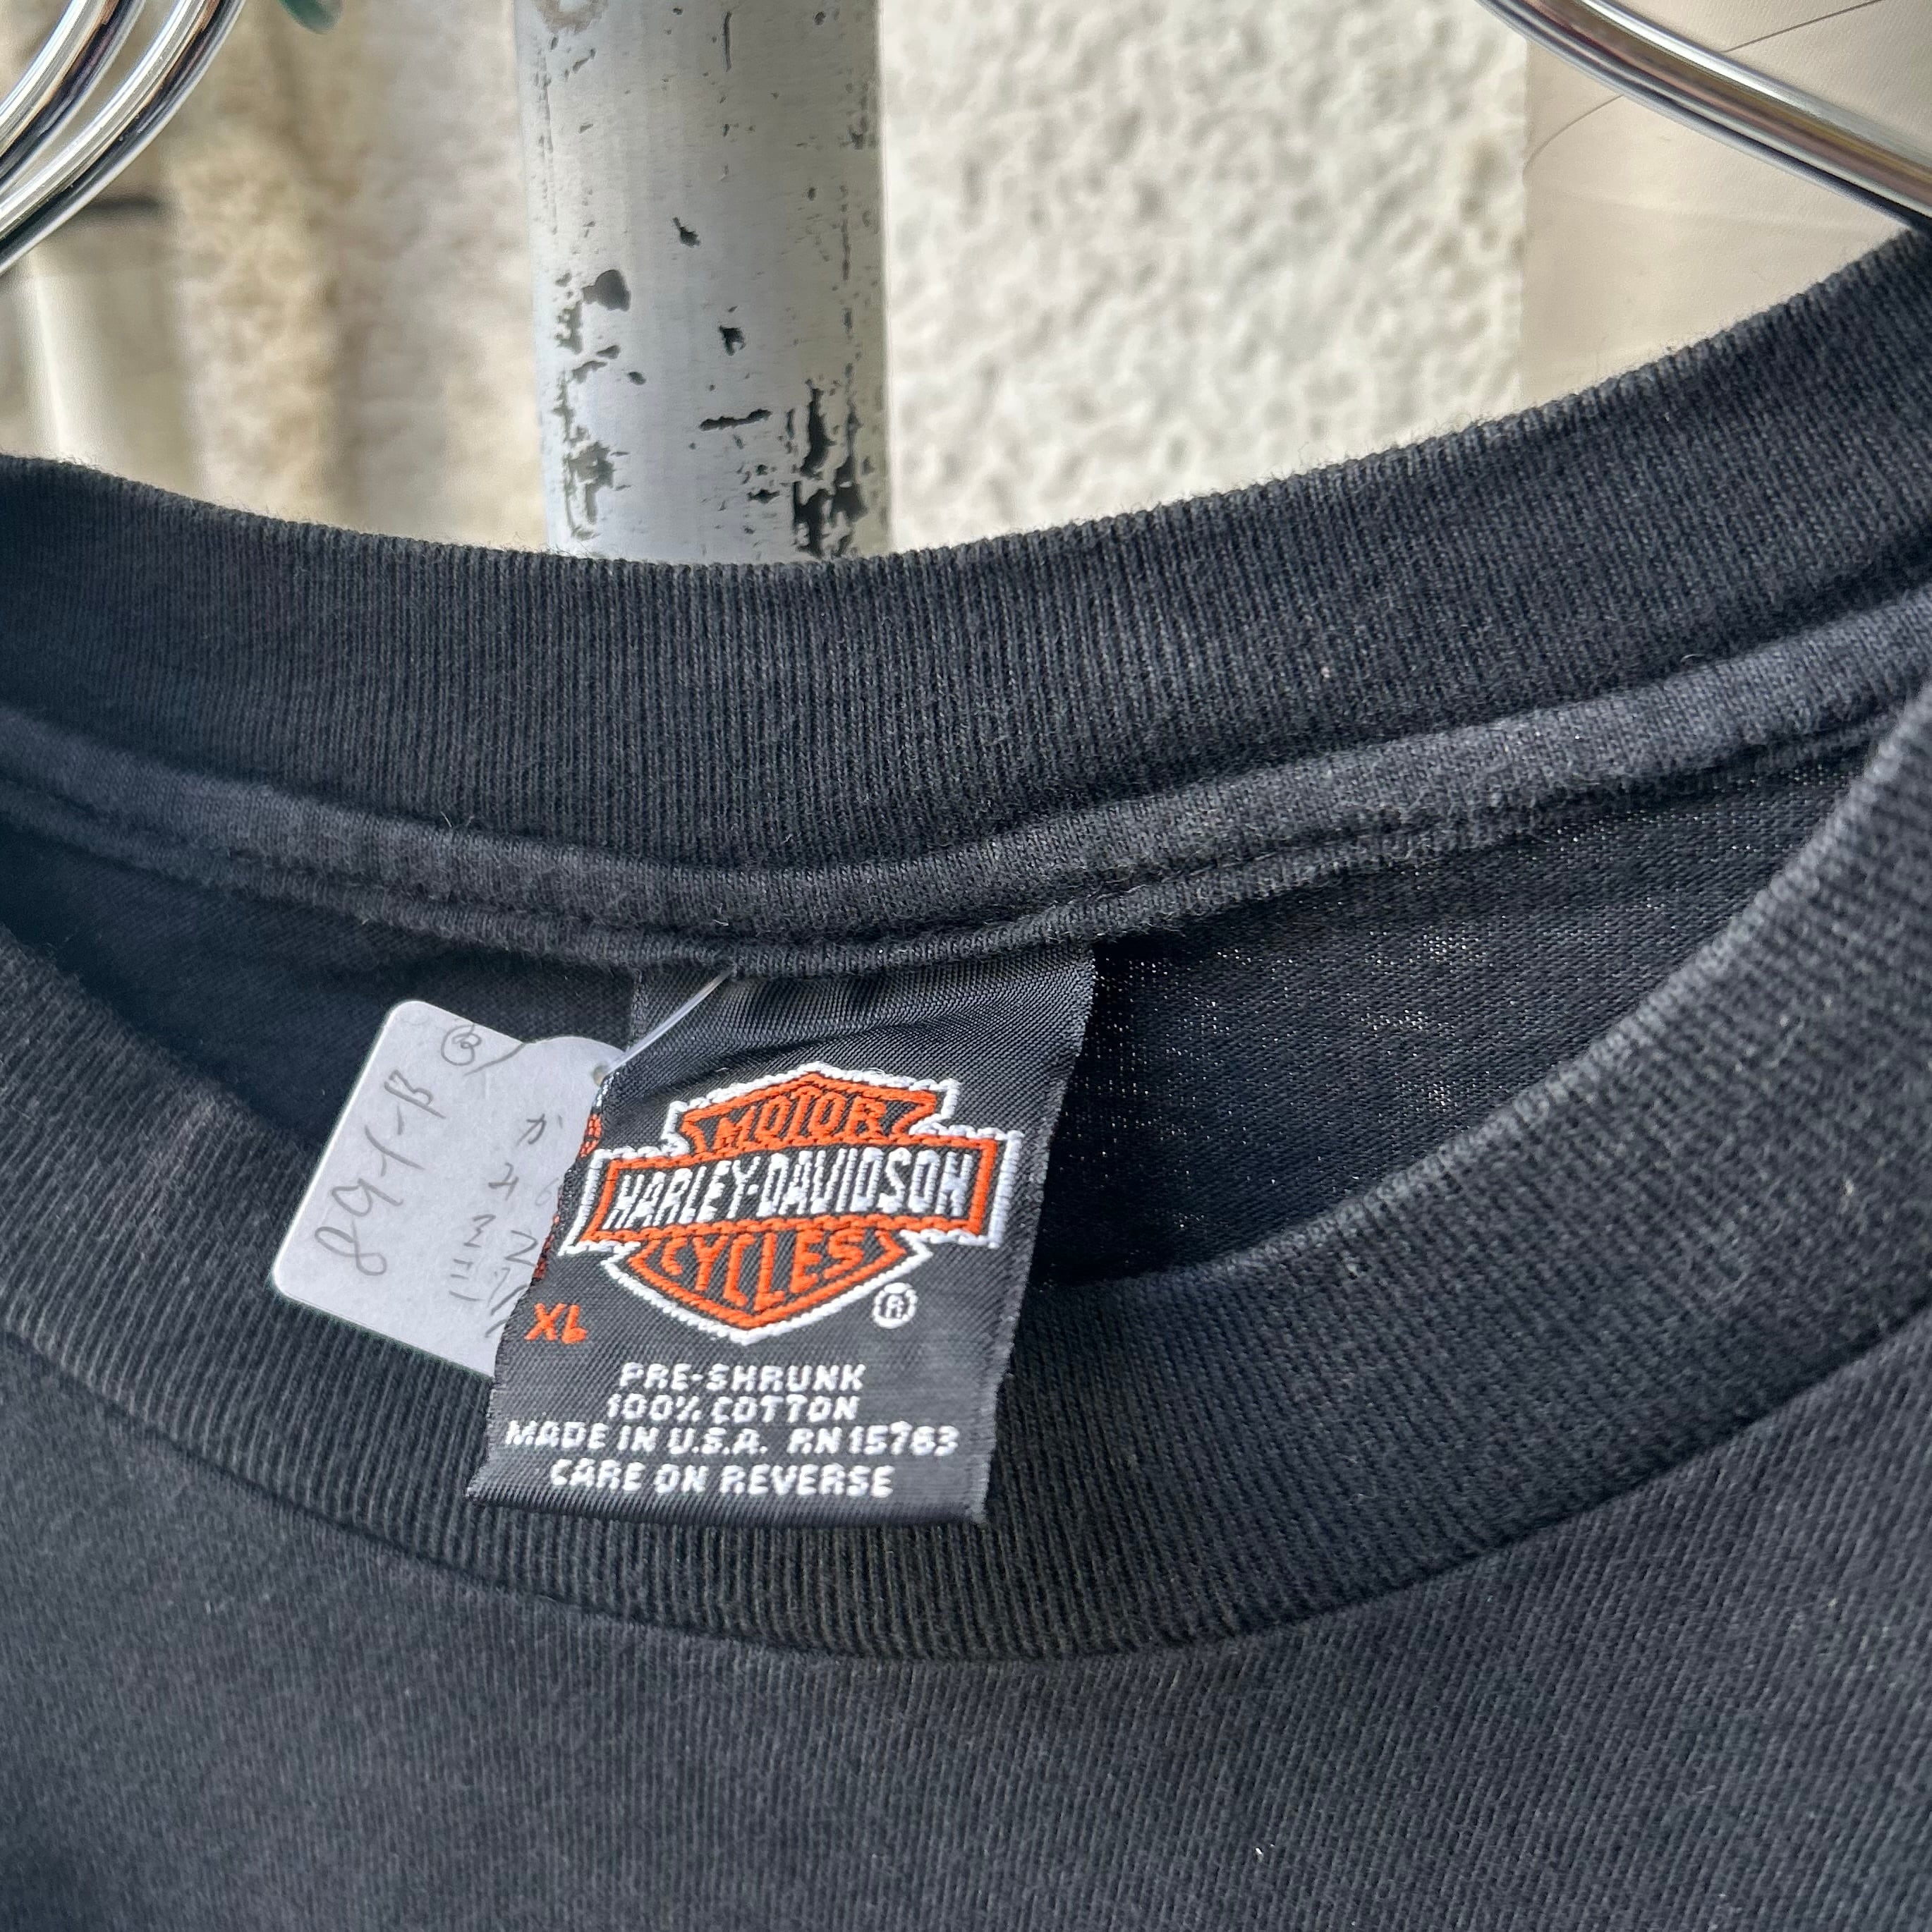 MOTOR
HARLEY-DAVIDSON
CYCLES
®
XL
PRE-SHRUNK
100% COTTON
MADE IN U.S.A. RN 15763
CARE ON REVERSE